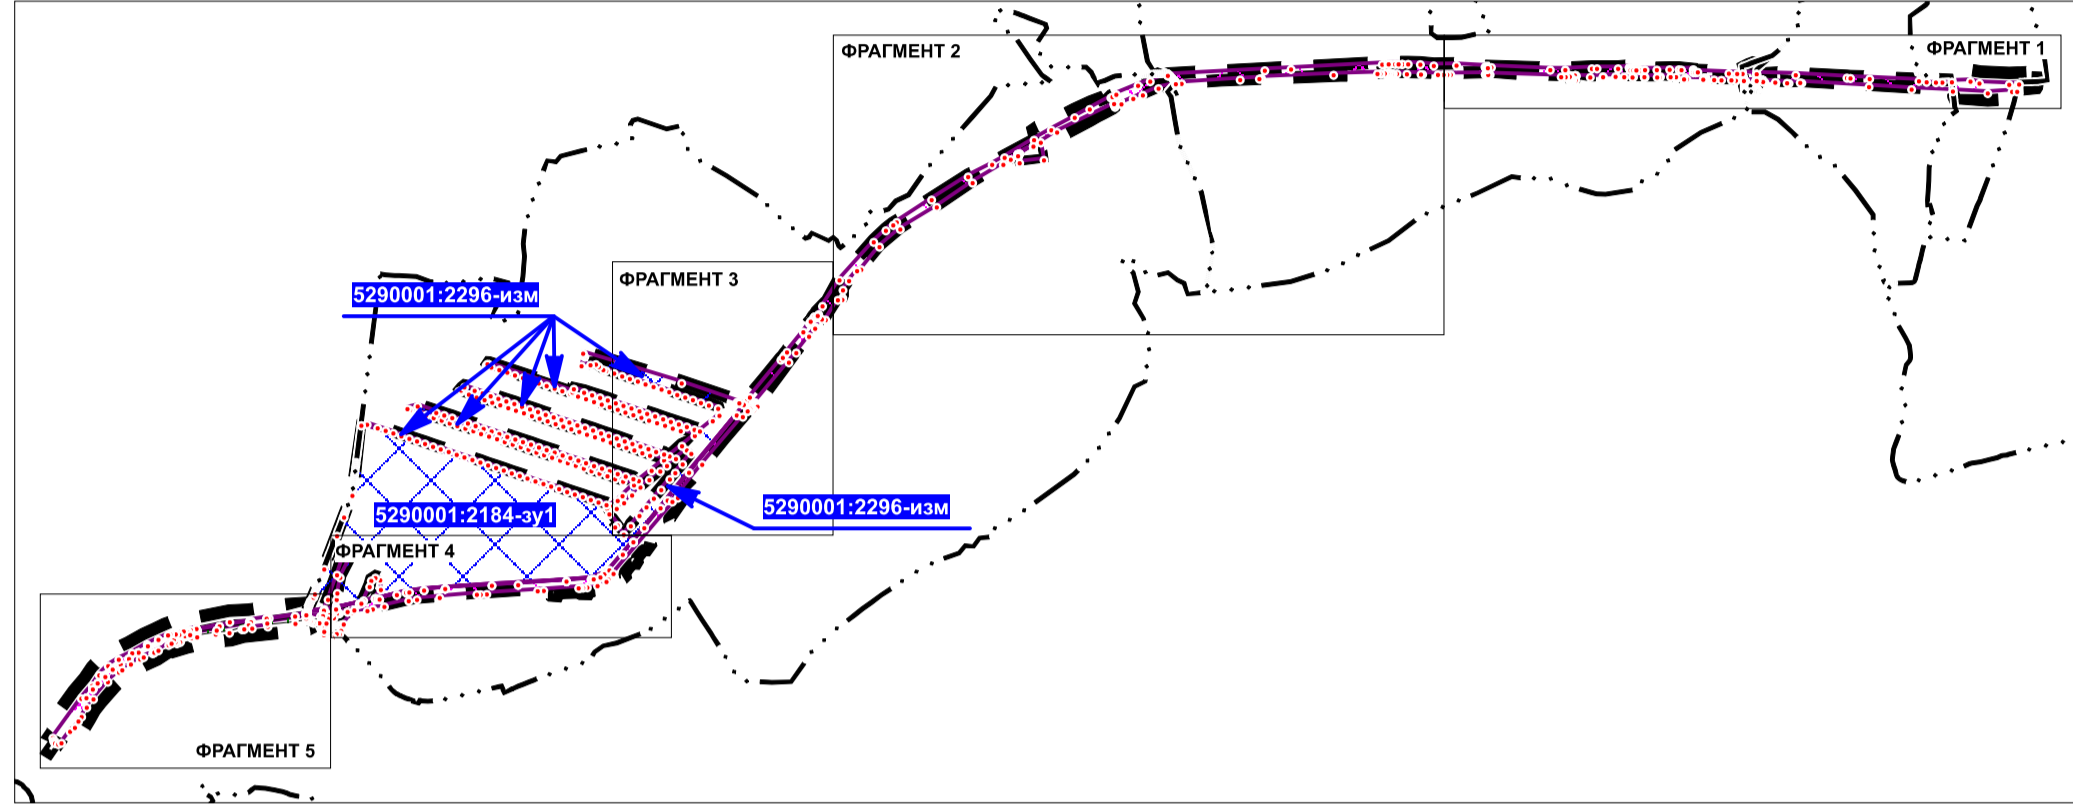 ФРАГМЕНТ 2
ФРАГМЕНТ 1
ФРАГМЕНТ 3
5290001:2296-изм
5290001:2296-изм
5290001:2184-зу1
ФРАГМЕНТ 4
ФРАГМЕНТ 5